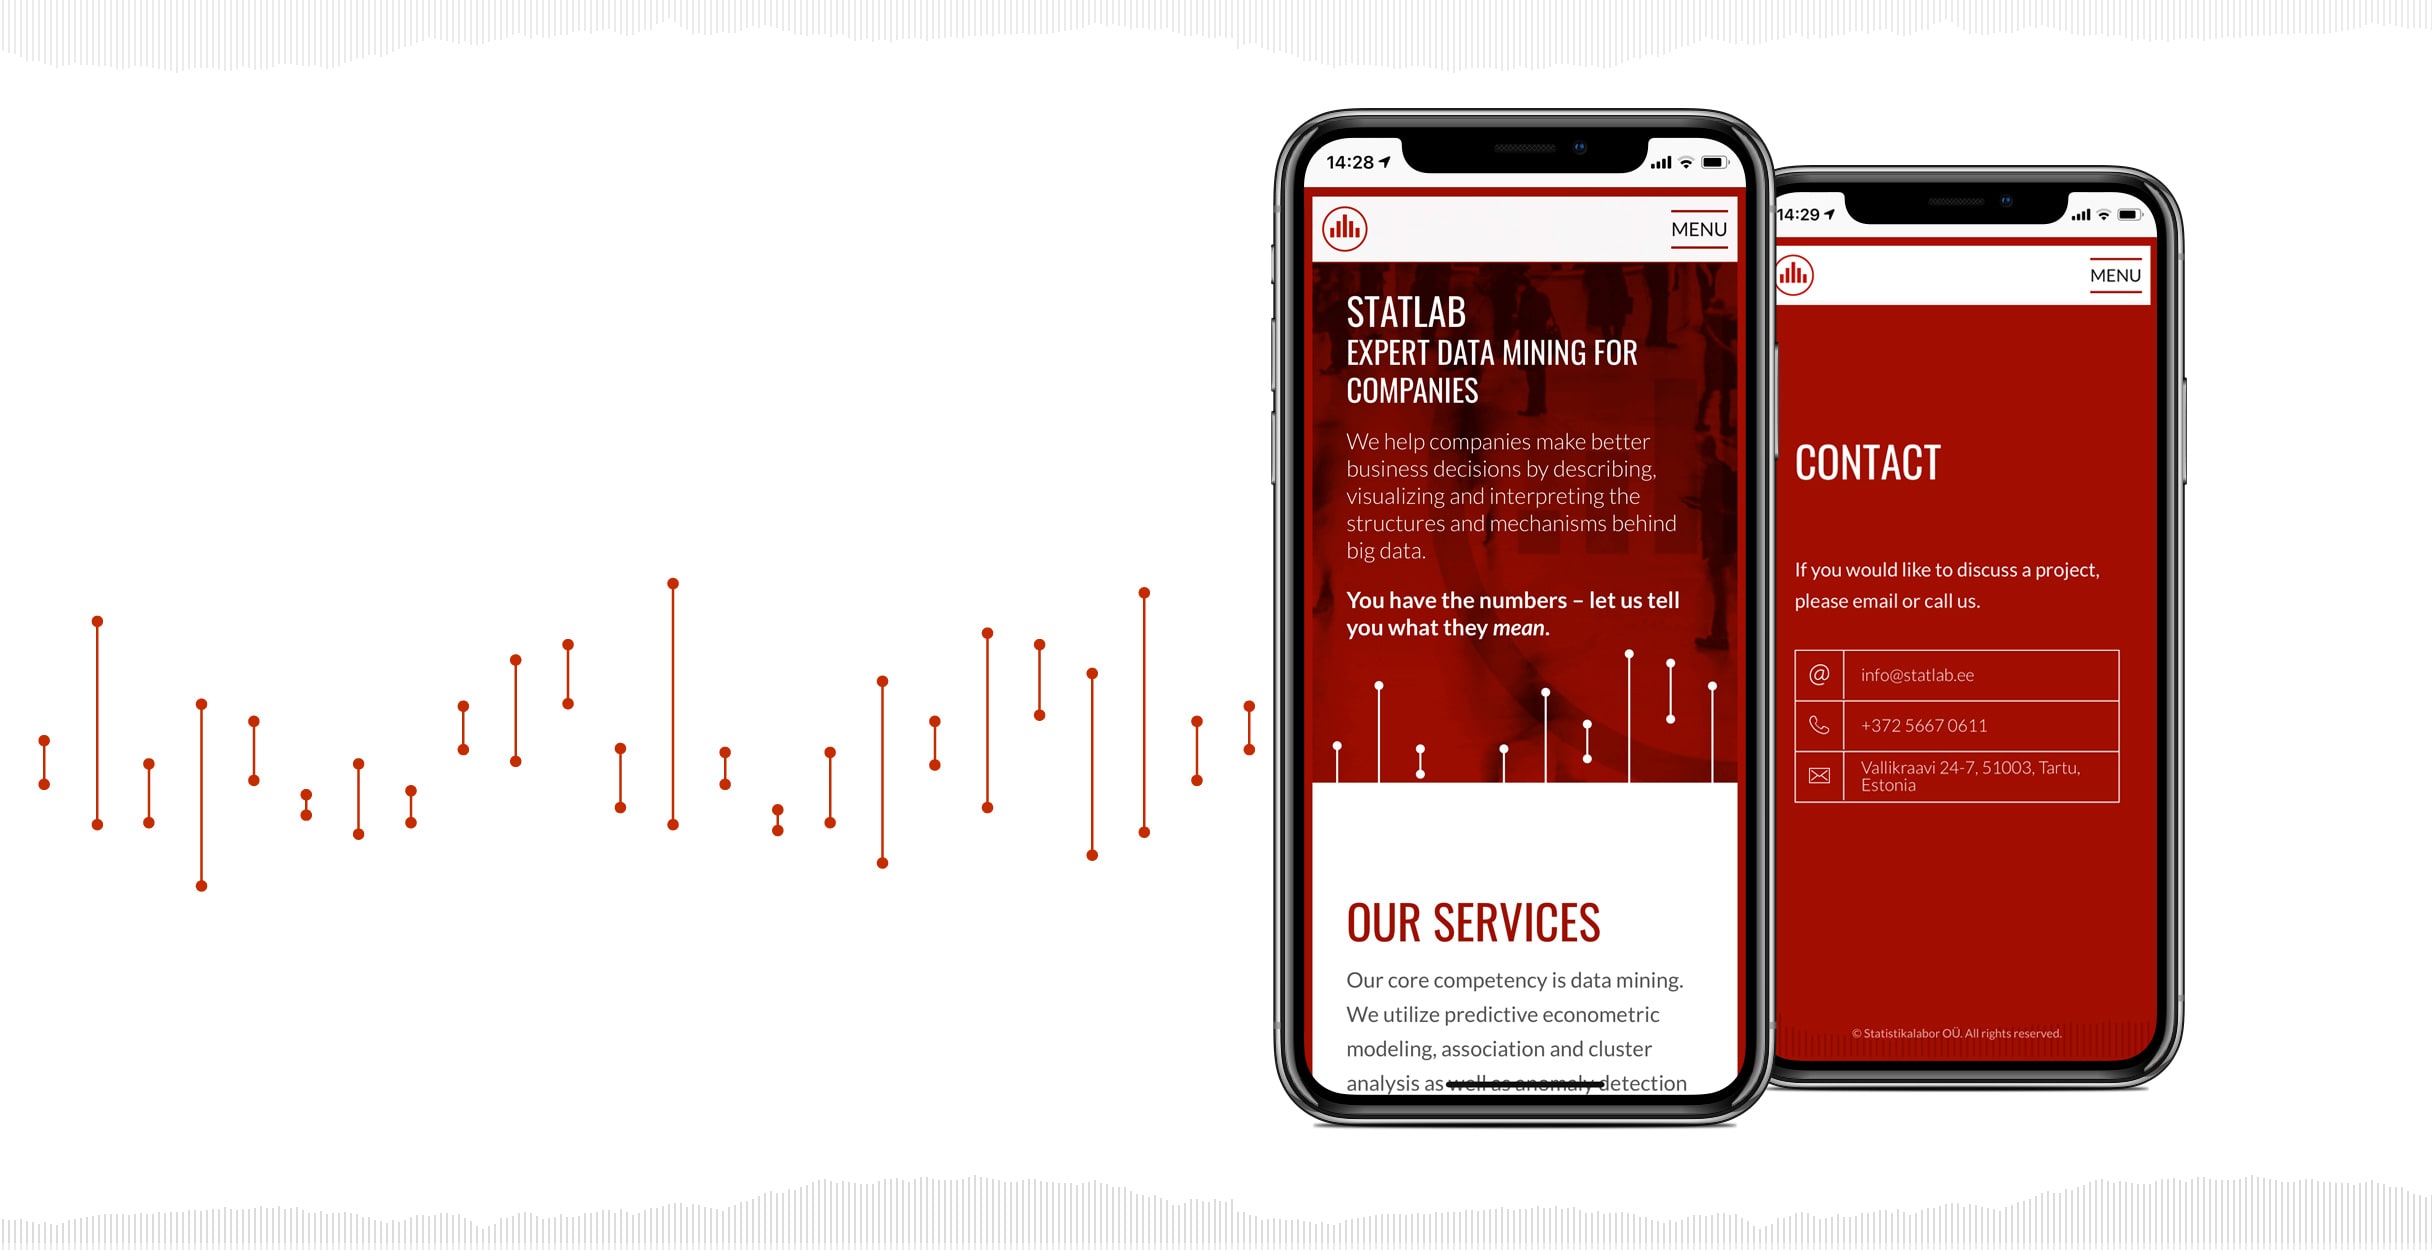 14:28
MENU
STATLAB
EXPERT DATA MINING FOR
COMPANIES
We help companies make better
business decisions by describing,
visualizing and interpreting the
structures and mechanisms behind
big data.
You have the numbers – let us tell
you what they mean.
OUR SERVICES
Our core competency is data mining.
We utilize predictive econometric
modeling, association and cluster
analysis as well as anomaly detection
14:29
MENU
CONTACT
If you would like to discuss a project,
please email or call us.
@ info@statlab.ee
+372 5667 0611
Vallikraavi 24-7, 51003, Tartu,
Estonia
© Statistikalabor OÜ. All rights reserved.